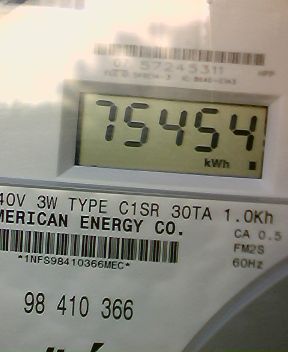 57245311
75454
kWh
40V 3W TYPE C1SR 30TA 1.0Kh
MERICAN ENERGY CO.
CA 0.5
*1NFS98410366MEC*
FM2S
60Hz
98 410 366